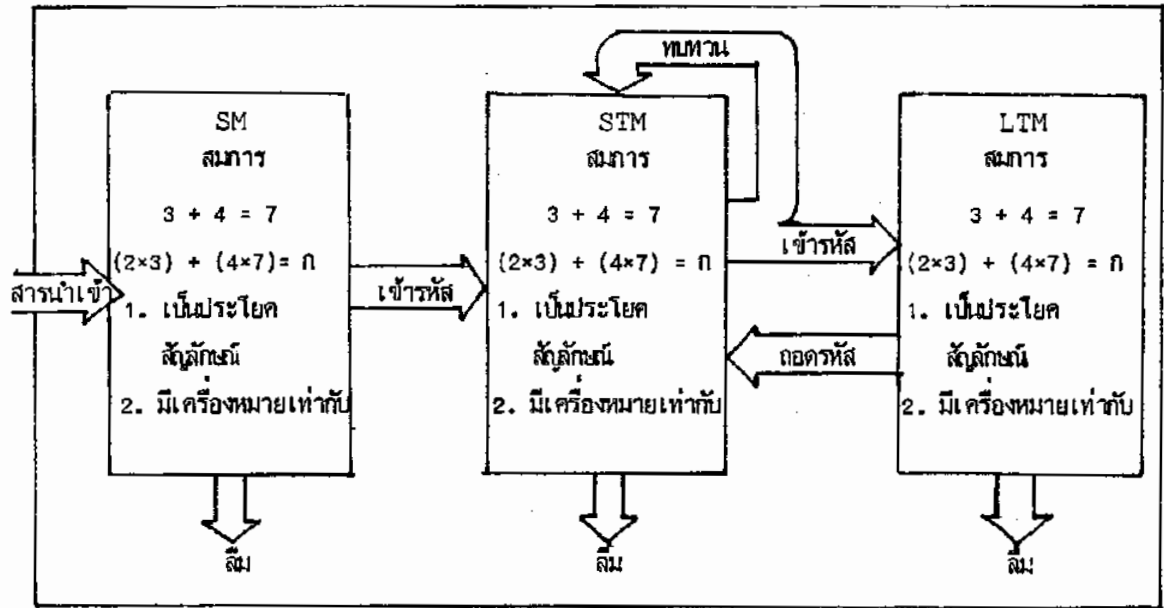 ทบทวน
SM
สมการ
3 + 4 = 7
(2×3) + (4×7) = ก
1. เป็นประโยค
สัญลักษณ์
2. มีเครื่องหมายเท่ากับ
STM
สมการ
3 + 4 = 7
(2×3) + (4×7) = ก
1. เป็นประโยค
สัญลักษณ์
2. มีเครื่องหมายเท่ากับ
LTM
สมการ
3 + 4 = 7
(2×3) + (4×7) = ก
1. เป็นประโยค
สัญลักษณ์
2. มีเครื่องหมายเท่ากับ
สารนำเข้า
เข้ารหัส
เข้ารหัส
ถอดรหัส
ลืม
ลืม
ลืม